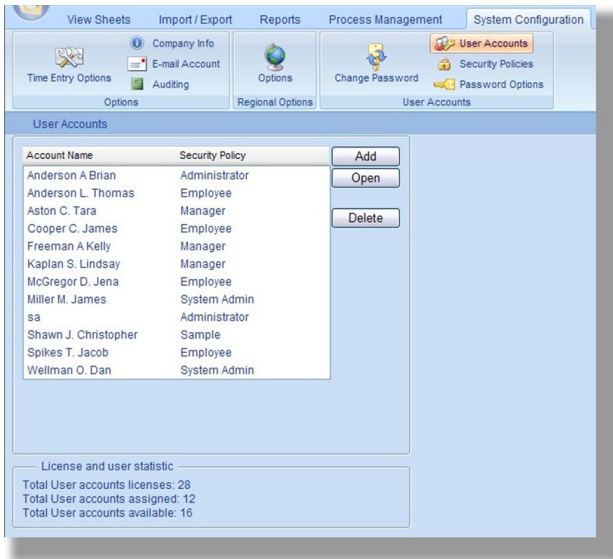 View Sheets Import / Export Reports Process Management System Configuration
Time Entry Options
Company Info
E-mail Account
Auditing
Options
Options
Regional Options
Change Password
User Accounts
Security Policies
Password Options
User Accounts
User Accounts
Account Name Security Policy
Anderson A Brian Administrator
Anderson L. Thomas Employee
Aston C. Tara Manager
Cooper C. James Employee
Freeman A Kelly Manager
Kaplan S. Lindsay Manager
McGregor D. Jena Employee
Miller M. James System Admin
sa Administrator
Shawn J. Christopher Sample
Spikes T. Jacob Employee
Wellman O. Dan System Admin
Add
Open
Delete
License and user statistic
Total User accounts licenses: 28
Total User accounts assigned: 12
Total User accounts available: 16